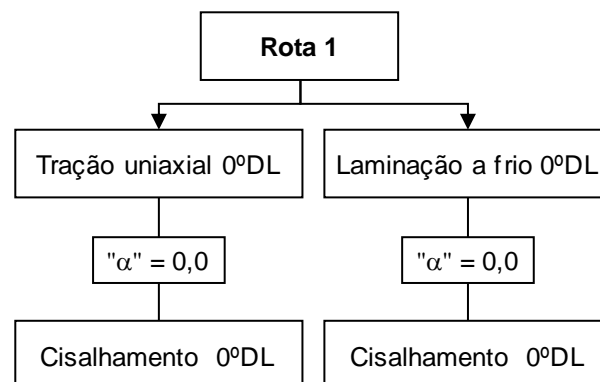 Rota 1
Tração uniaxial 0ºDL
Laminação a frio 0ºDL
"α" = 0,0
"α" = 0,0
Cisalhamento 0ºDL
Cisalhamento 0ºDL